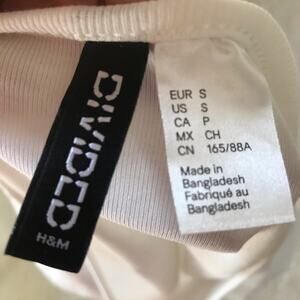 DIVIDED
H&M
EUR S
US S
CA P
MX CH
CN 165/88A
Made in
Bangladesh
Fabriqué au
Bangladesh